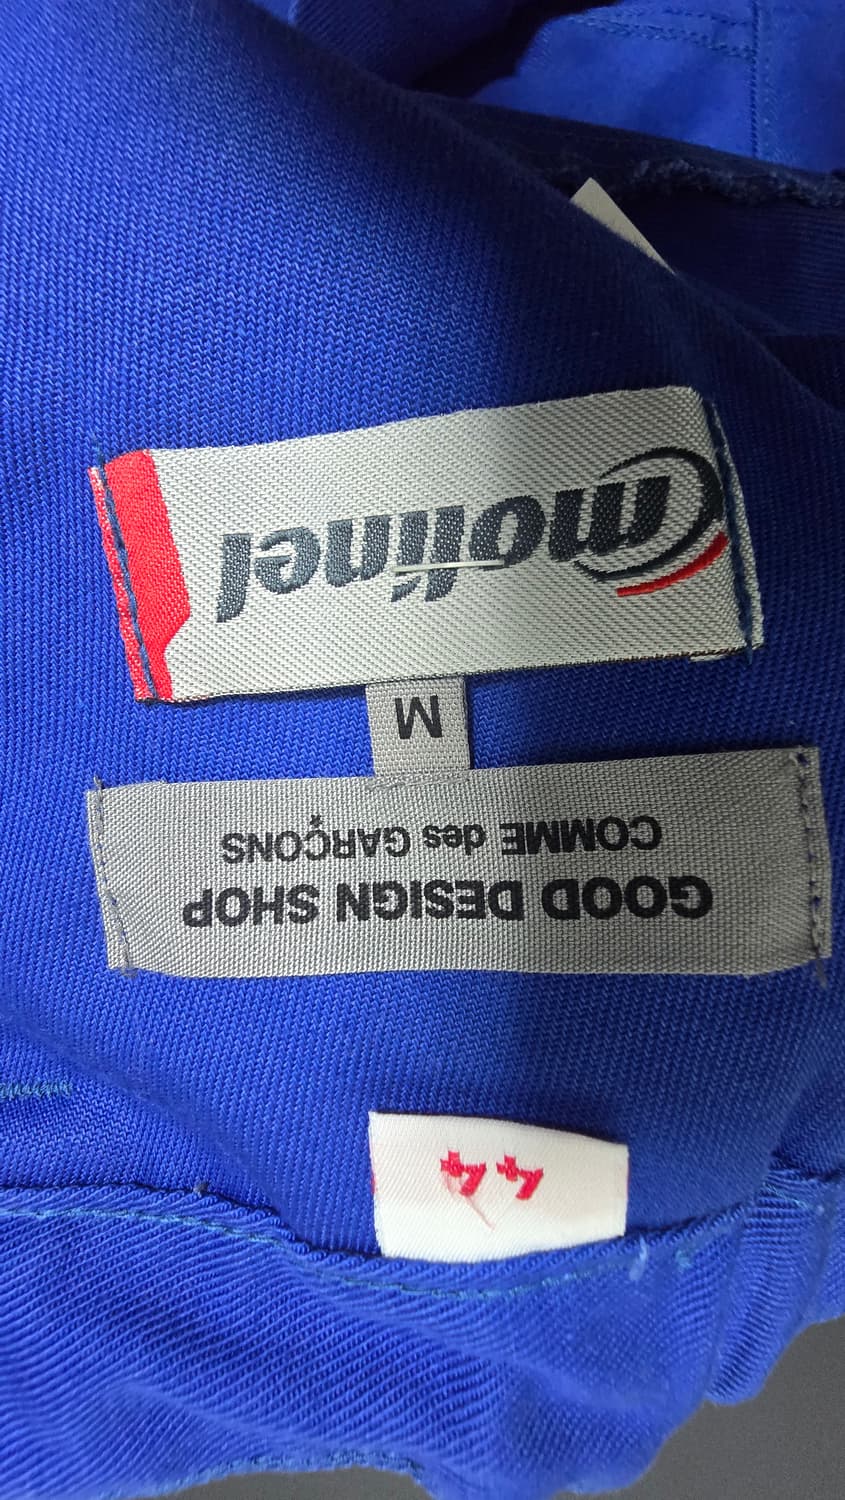 44
GOOD DESIGN SHOP
COMME des GARÇONS
M
molinel